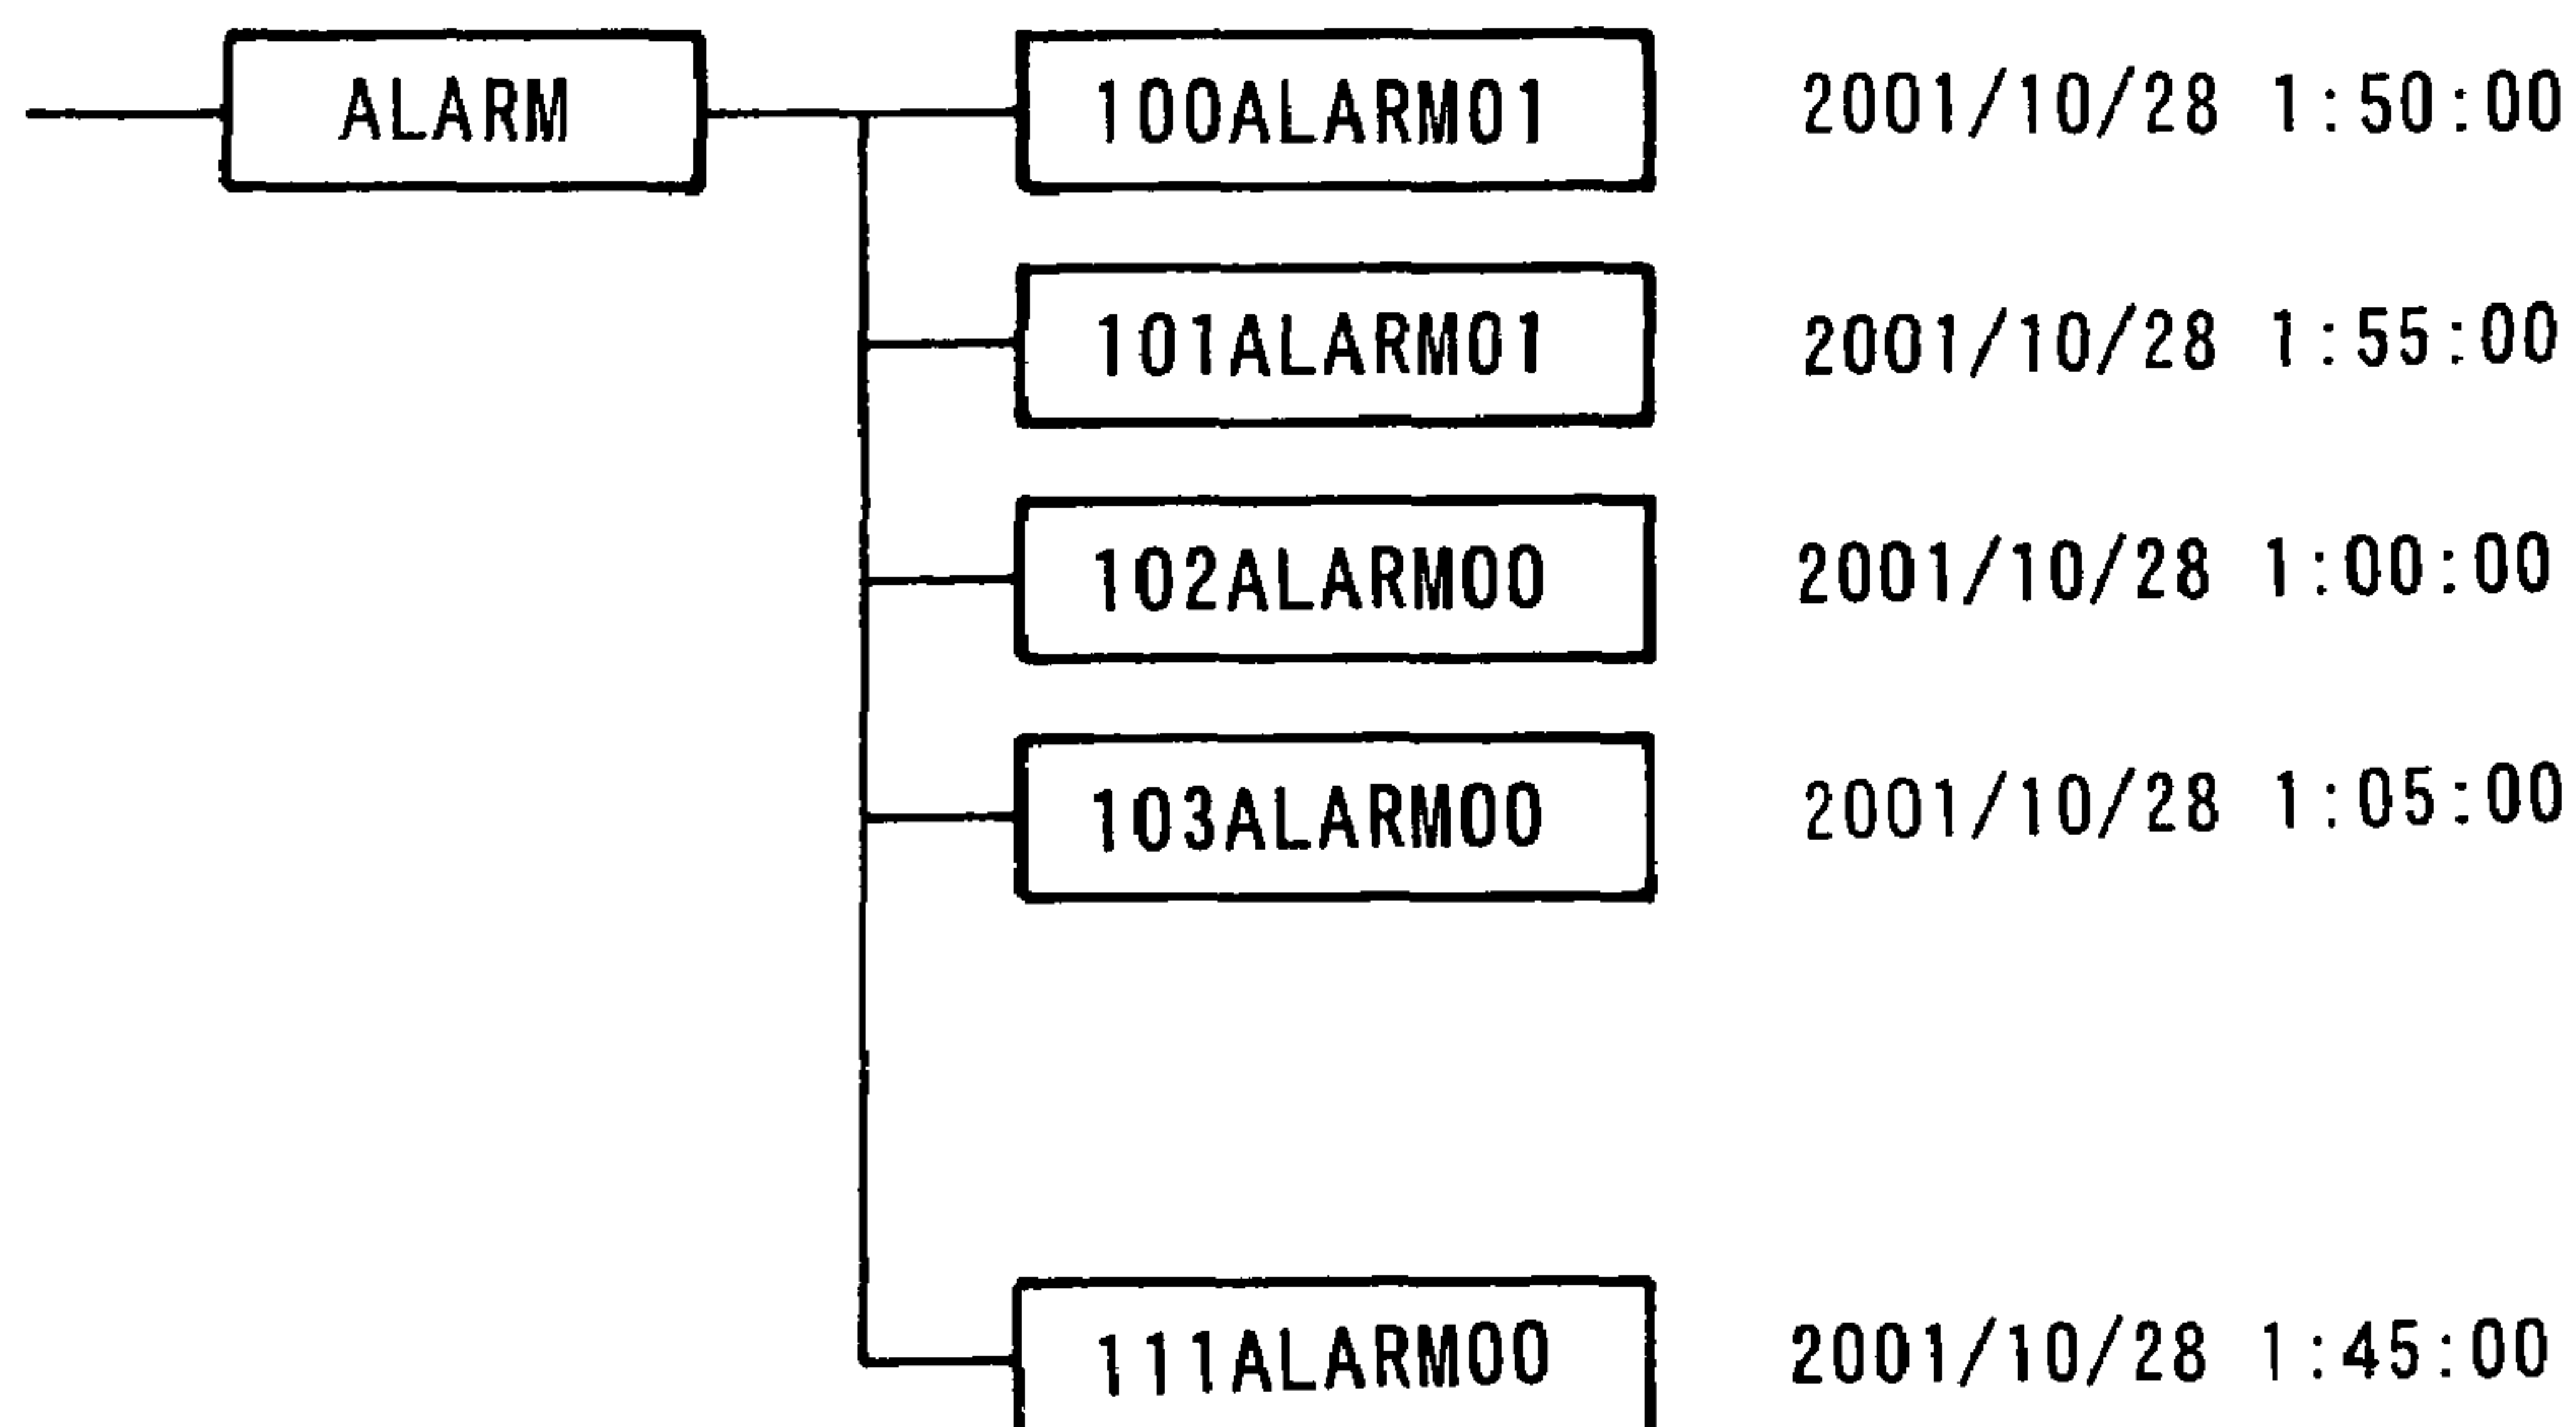 ALARM 100ALARM01 2001/10/28 1:50:00
101ALARM01 2001/10/28 1:55:00
102ALARM00 2001/10/28 1:00:00
103ALARM00 2001/10/28 1:05:00
111ALARM00 2001/10/28 1:45:00